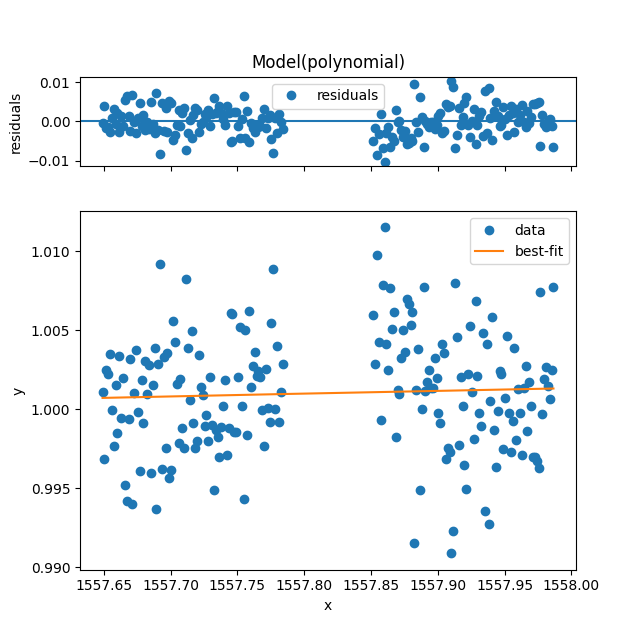 Model(polynomial)
residuals
0.01
0.00
−0.01
residuals
y
1.010
1.005
1.000
0.995
0.990
data
best-fit
1557.65 1557.70 1557.75 1557.80 1557.85 1557.90 1557.95 1558.00
x